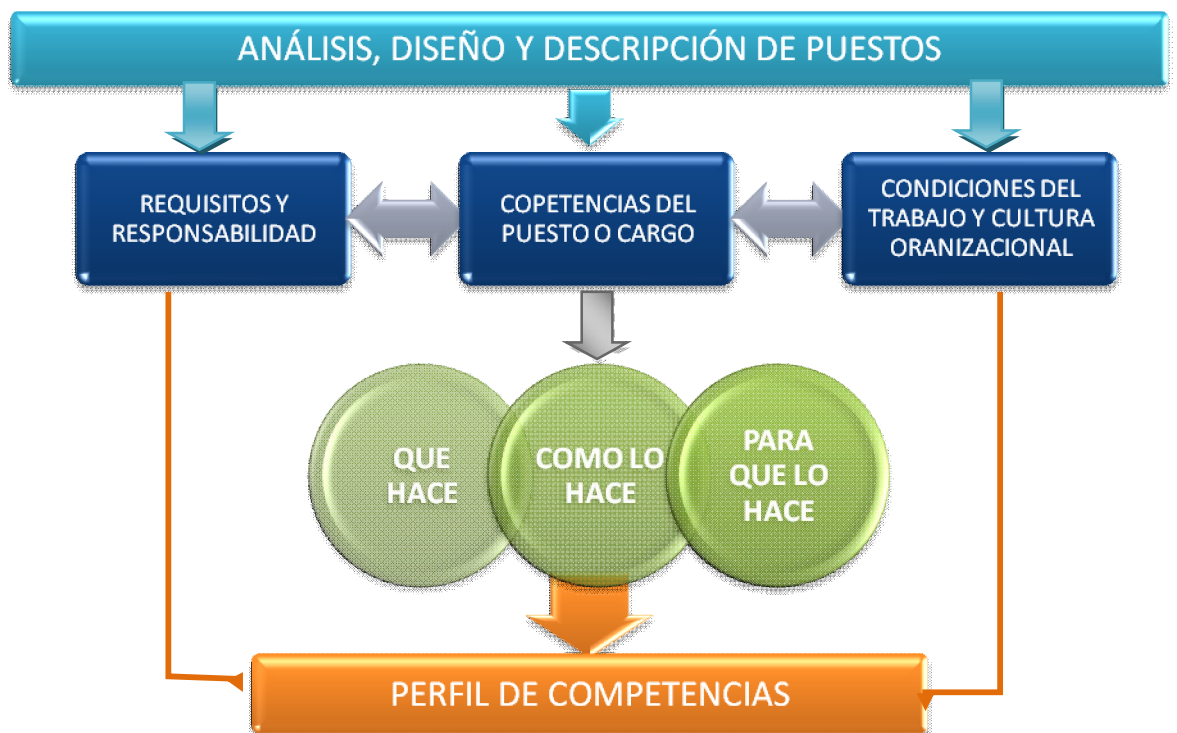 ANÁLISIS, DISEÑO Y DESCRIPCIÓN DE PUESTOS
REQUISITOS Y
RESPONSABILIDAD
COPETENCIAS DEL
PUESTO O CARGO
CONDICIONES DEL
TRABAJO Y CULTURA
ORANIZACIONAL
QUE
HACE
COMO LO
HACE
PARA
QUE LO
HACE
PERFIL DE COMPETENCIAS